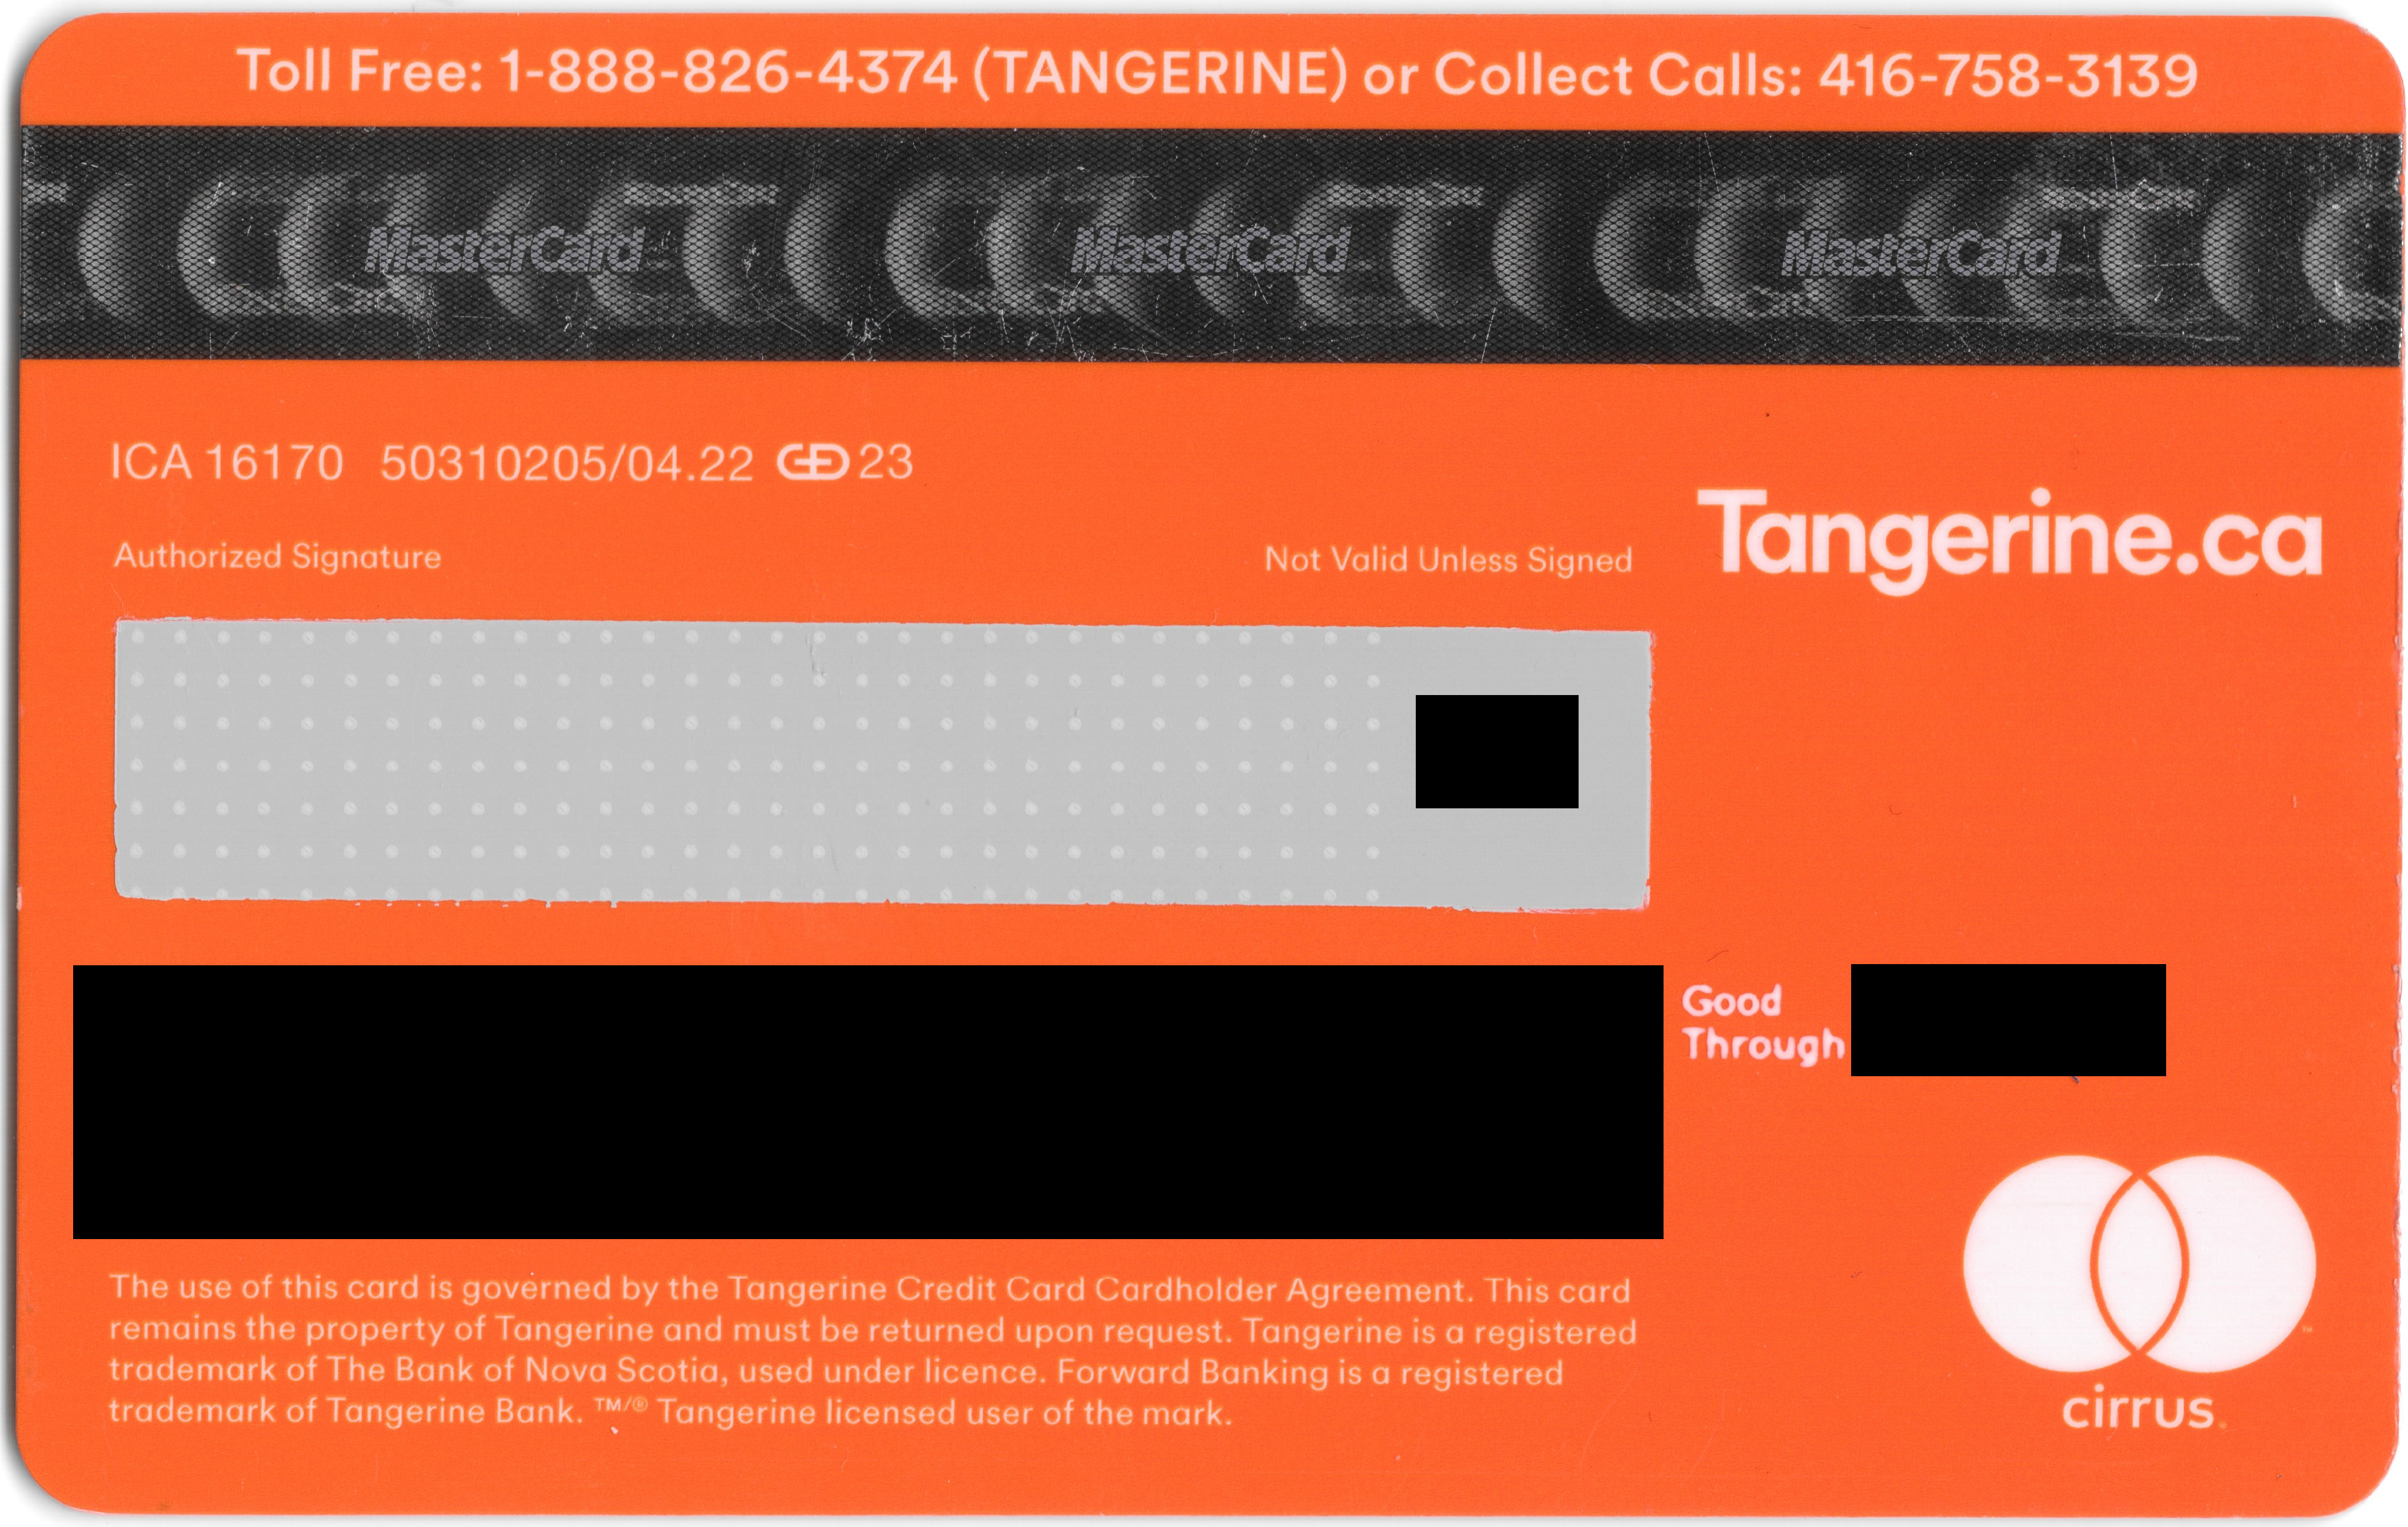 Toll Free: 1-888-826-4374 (TANGERINE) or Collect Calls: 416-758-3139
MasterCard MasterCard MasterCard
ICA 16170 50310205/04.22 GD 23
Tangerine.ca
Authorized Signature
Not Valid Unless Signed
Good
Through
The use of this card is governed by the Tangerine Credit Card Cardholder Agreement. This card
remains the property of Tangerine and must be returned upon request. Tangerine is a registered
trademark of The Bank of Nova Scotia, used under licence. Forward Banking is a registered
trademark of Tangerine Bank. ™/® Tangerine licensed user of the mark.
cirrus